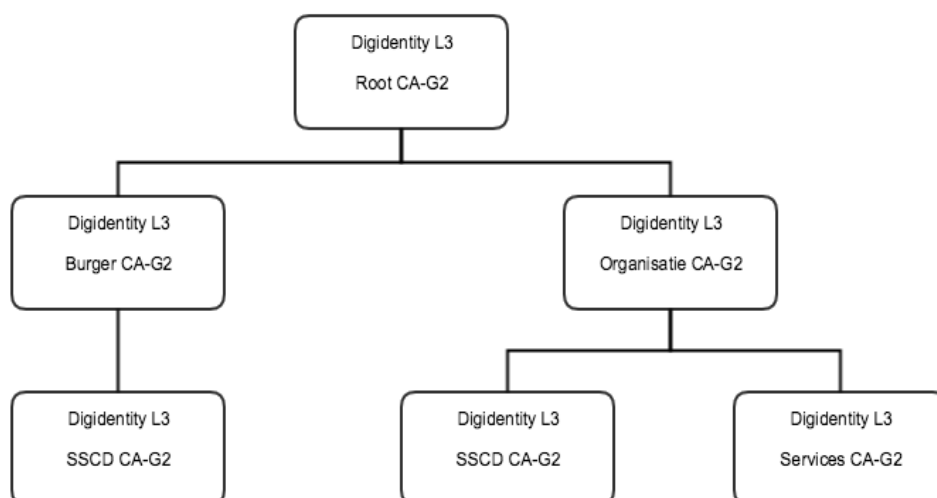 Digidentity L3
Root CA-G2
Digidentity L3
Burger CA-G2
Digidentity L3
Organisatie CA-G2
Digidentity L3
SSCD CA-G2
Digidentity L3
SSCD CA-G2
Digidentity L3
Services CA-G2